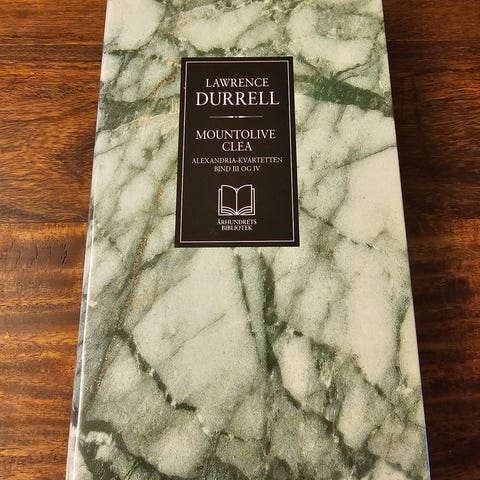 LAWRENCE
DURRELL
MOUNTOLIVE
CLEA
ALEXANDRIA-KVARTETTEN
BIND III OG IV
ÅRHUNDRETS
BIBLIOTEK